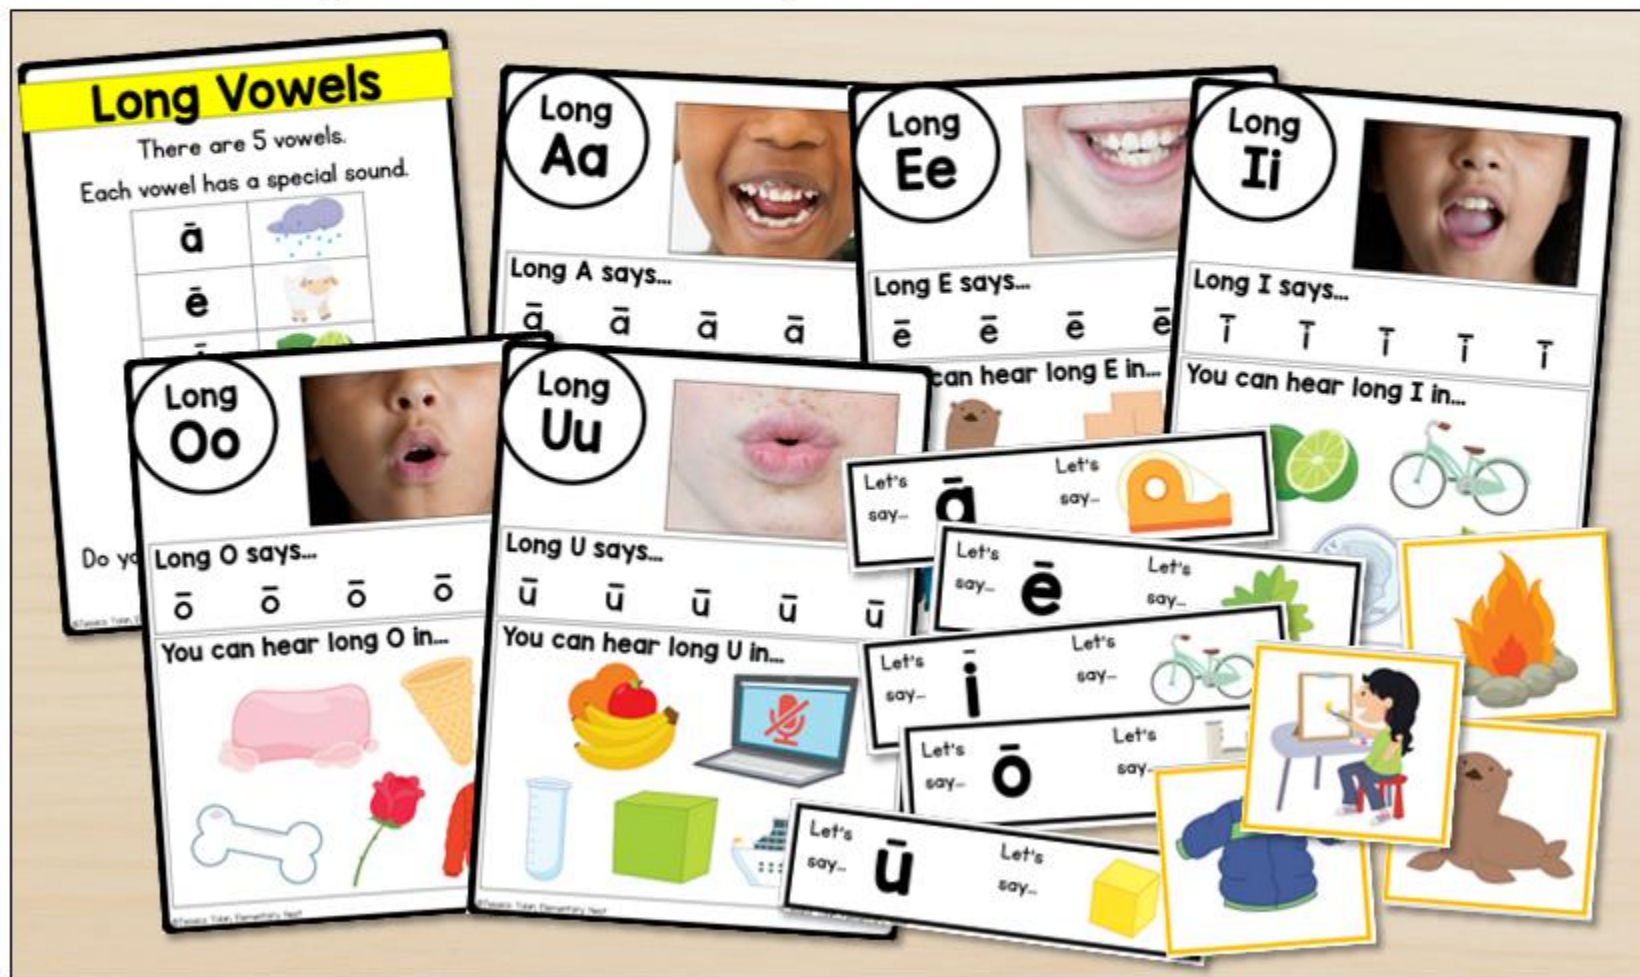 Long Vowels
There are 5 vowels.
Each vowel has a special sound.
ā
ē
Do yo
Long
Aa
Long A says...
ā ā ā ā
Long
Ee
Long E says...
ē ē ē ē
can hear long E in...
Long
Ii
Long I says...
ī ī ī ī ī
You can hear long I in...
Long
Oo
Long O says...
ō ō ō ō
You can hear long O in...
Long
Uu
Long U says...
ū ū ū ū ū
You can hear long U in...
Let's
say...
ā
Let's
say...
Let's
say...
ē
Let's
say...
Let's
say...
ī
Let's
say...
Let's
say...
ō
Let's
say...
Let's
say...
ū
Let's
say...